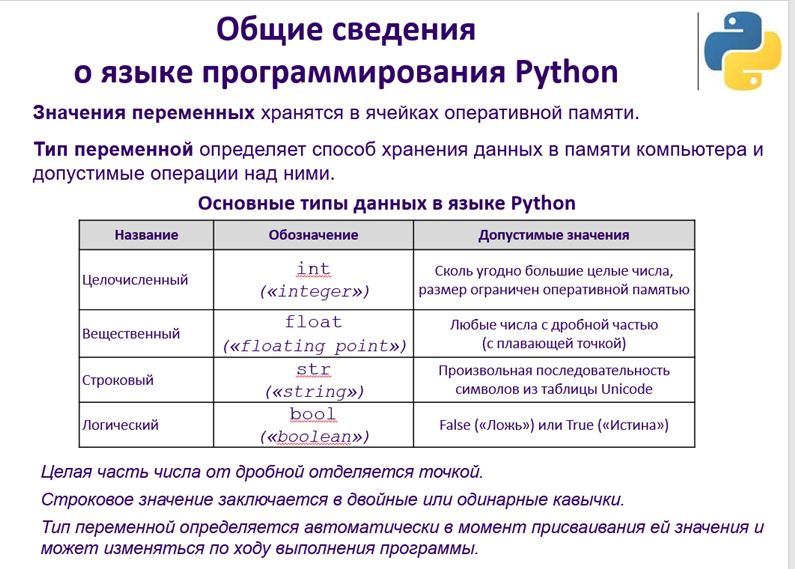 Общие сведения
о языке программирования Python
Значения переменных хранятся в ячейках оперативной памяти.
Тип переменной определяет способ хранения данных в памяти компьютера и
допустимые операции над ними.
Основные типы данных в языке Python
Название Обозначение Допустимые значения
Целочисленный
int
(«integer»)
Сколь угодно большие целые числа,
размер ограничен оперативной памятью
Вещественный
float
(«floating point»)
Любые числа с дробной частью
(с плавающей точкой)
Строковый
str
(«string»)
Произвольная последовательность
символов из таблицы Unicode
Логический
bool
(«boolean»)
False («Ложь») или True («Истина»)
Целая часть числа от дробной отделяется точкой.
Строковое значение заключается в двойные или одинарные кавычки.
Тип переменной определяется автоматически в момент присваивания ей значения и
может изменяться по ходу выполнения программы.